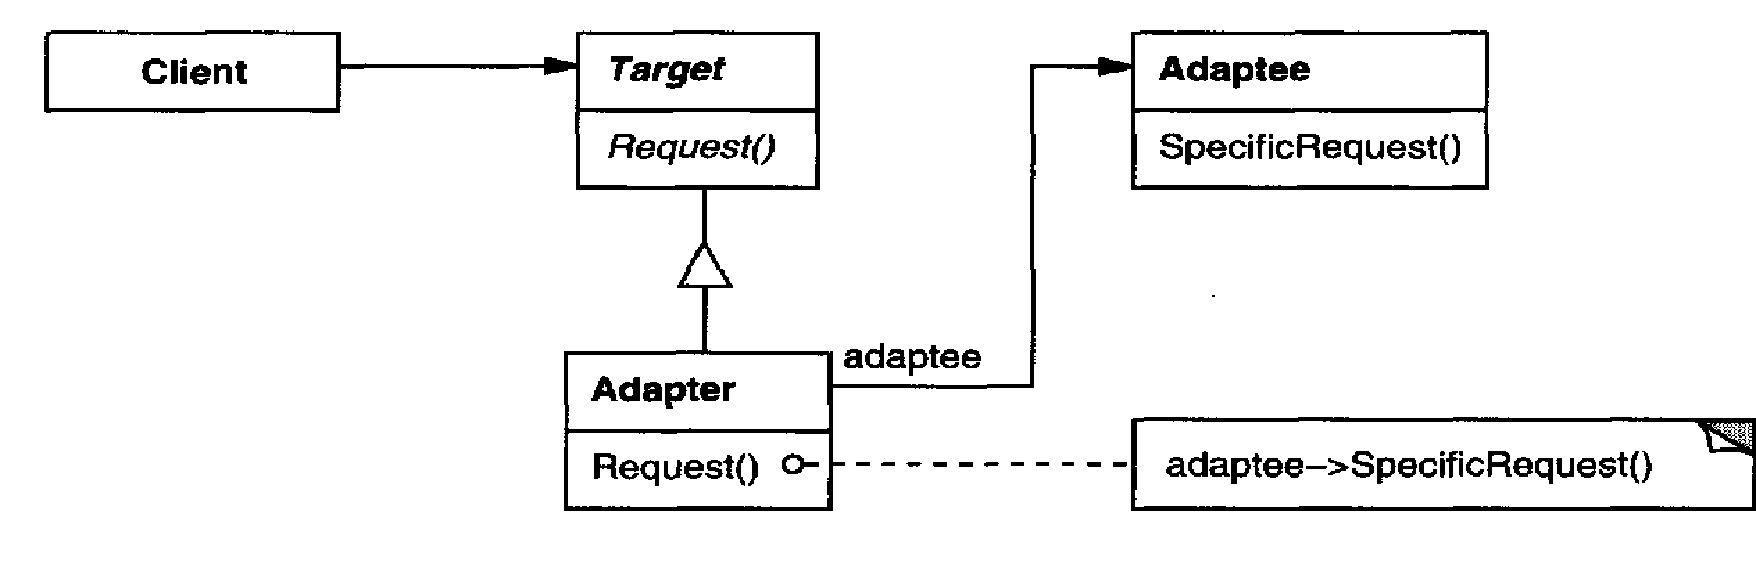 Client
Target
Request()
Adaptee
SpecificRequest()
adaptee
Adapter
Request()
adaptee–>SpecificRequest()